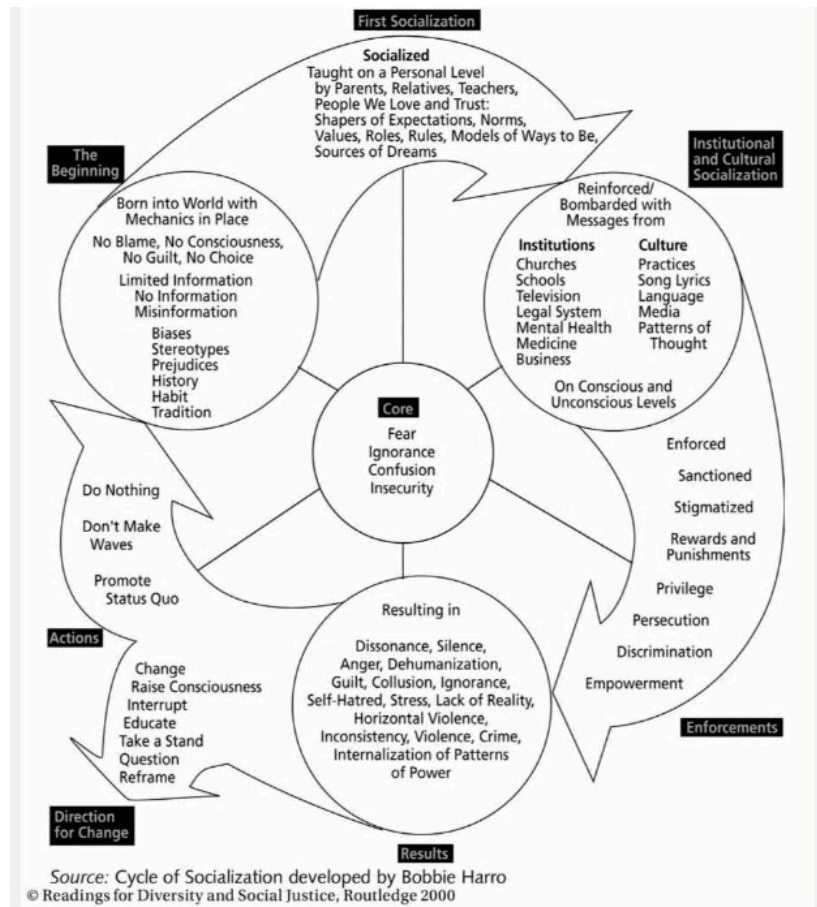 First Socialization
Socialized
Taught on a Personal Level
by Parents, Relatives, Teachers,
People We Love and Trust:
Shapers of Expectations, Norms,
Values, Roles, Rules, Models of Ways to Be,
Sources of Dreams
The
Beginning
Born into World with
Mechanics in Place
No Blame, No Consciousness,
No Guilt, No Choice
Limited Information
No Information
Misinformation
Biases
Stereotypes
Prejudices
History
Habit
Tradition
Institutional
and Cultural
Socialization
Reinforced/
Bombarded with
Messages from
Institutions
Churches
Schools
Television
Legal System
Mental Health
Medicine
Business
Culture
Practices
Song Lyrics
Language
Media
Patterns of
Thought
On Conscious and
Unconscious Levels
Core
Fear
Ignorance
Confusion
Insecurity
Enforced
Sanctioned
Stigmatized
Rewards and
Punishments
Privilege
Persecution
Discrimination
Empowerment
Enforcements
Resulting in
Dissonance, Silence,
Anger, Dehumanization,
Guilt, Collusion, Ignorance,
Self-Hatred, Stress, Lack of Reality,
Horizontal Violence,
Inconsistency, Violence, Crime,
Internalization of Patterns
of Power
Results
Do Nothing
Don't Make
Waves
Promote
Status Quo
Actions
Change
Raise Consciousness
Interrupt
Educate
Take a Stand
Question
Reframe
Direction
for Change
Source: Cycle of Socialization developed by Bobbie Harro
© Readings for Diversity and Social Justice, Routledge 2000